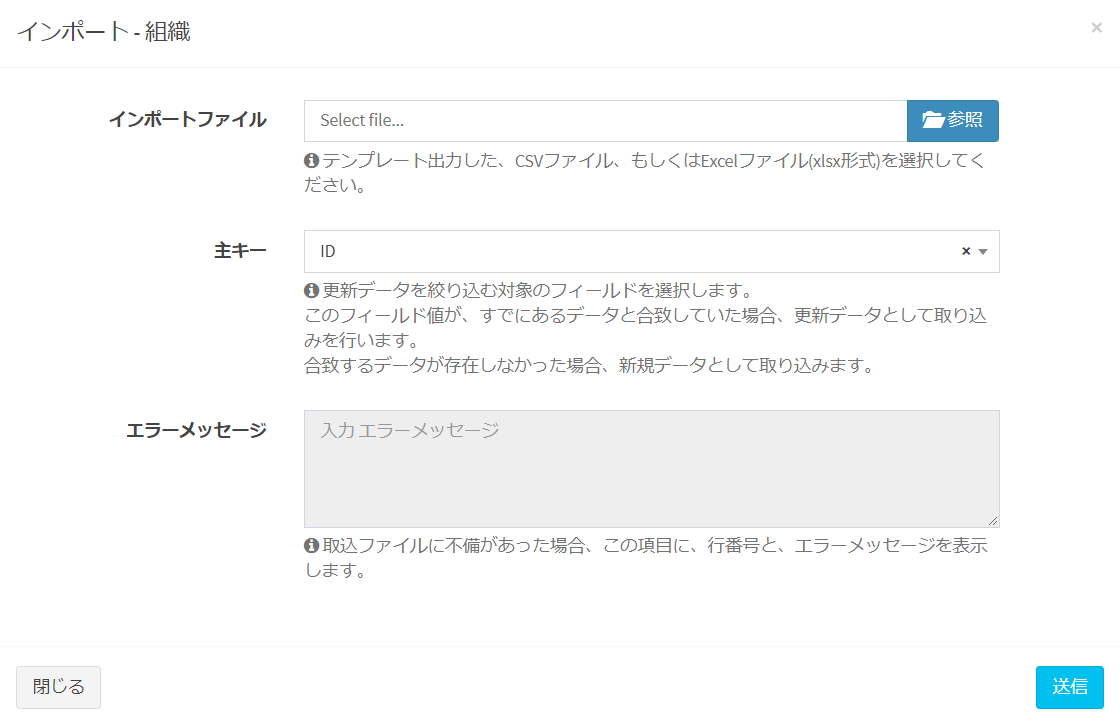 インポート - 組織
×
インポートファイル
Select file...
参照
テンプレート出力した、CSVファイル、もしくはExcelファイル(xlsx形式)を選択してく
ださい。
主キー
ID
×
更新データを絞り込む対象のフィールドを選択します。
このフィールド値が、すでにあるデータと合致していた場合、更新データとして取り込
みを行います。
合致するデータが存在しなかった場合、新規データとして取り込みます。
エラーメッセージ
入力 エラーメッセージ
取込ファイルに不備があった場合、この項目に、行番号と、エラーメッセージを表示
します。
閉じる
送信